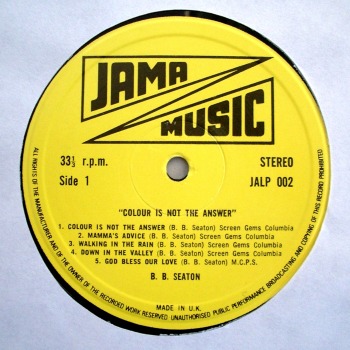 JAMA
MUSIC
33⅓ r.p.m.
STEREO
Side 1
JALP 002
"COLOUR IS NOT THE ANSWER"
1. COLOUR IS NOT THE ANSWER (B. B. Seaton) Screen Gems Columbia
2. MAMMA'S ADVICE (B. B. Seaton) Screen Gems Columbia
3. WALKING IN THE RAIN (B. B. Seaton) Screen Gems Columbia
4. DOWN IN THE VALLEY (B. B. Seaton) Screen Gems Columbia
5. GOD BLESS OUR LOVE (B. B. Seaton) M.C.P.S.
B. B. SEATON
MADE IN U.K.
ALL RIGHTS OF THE MANUFACTURER AND OF THE OWNER OF THE RECORDED WORK RESERVED UNAUTHORISED PUBLIC PERFORMANCE BROADCASTING AND COPYING OF THIS RECORD PROHIBITED